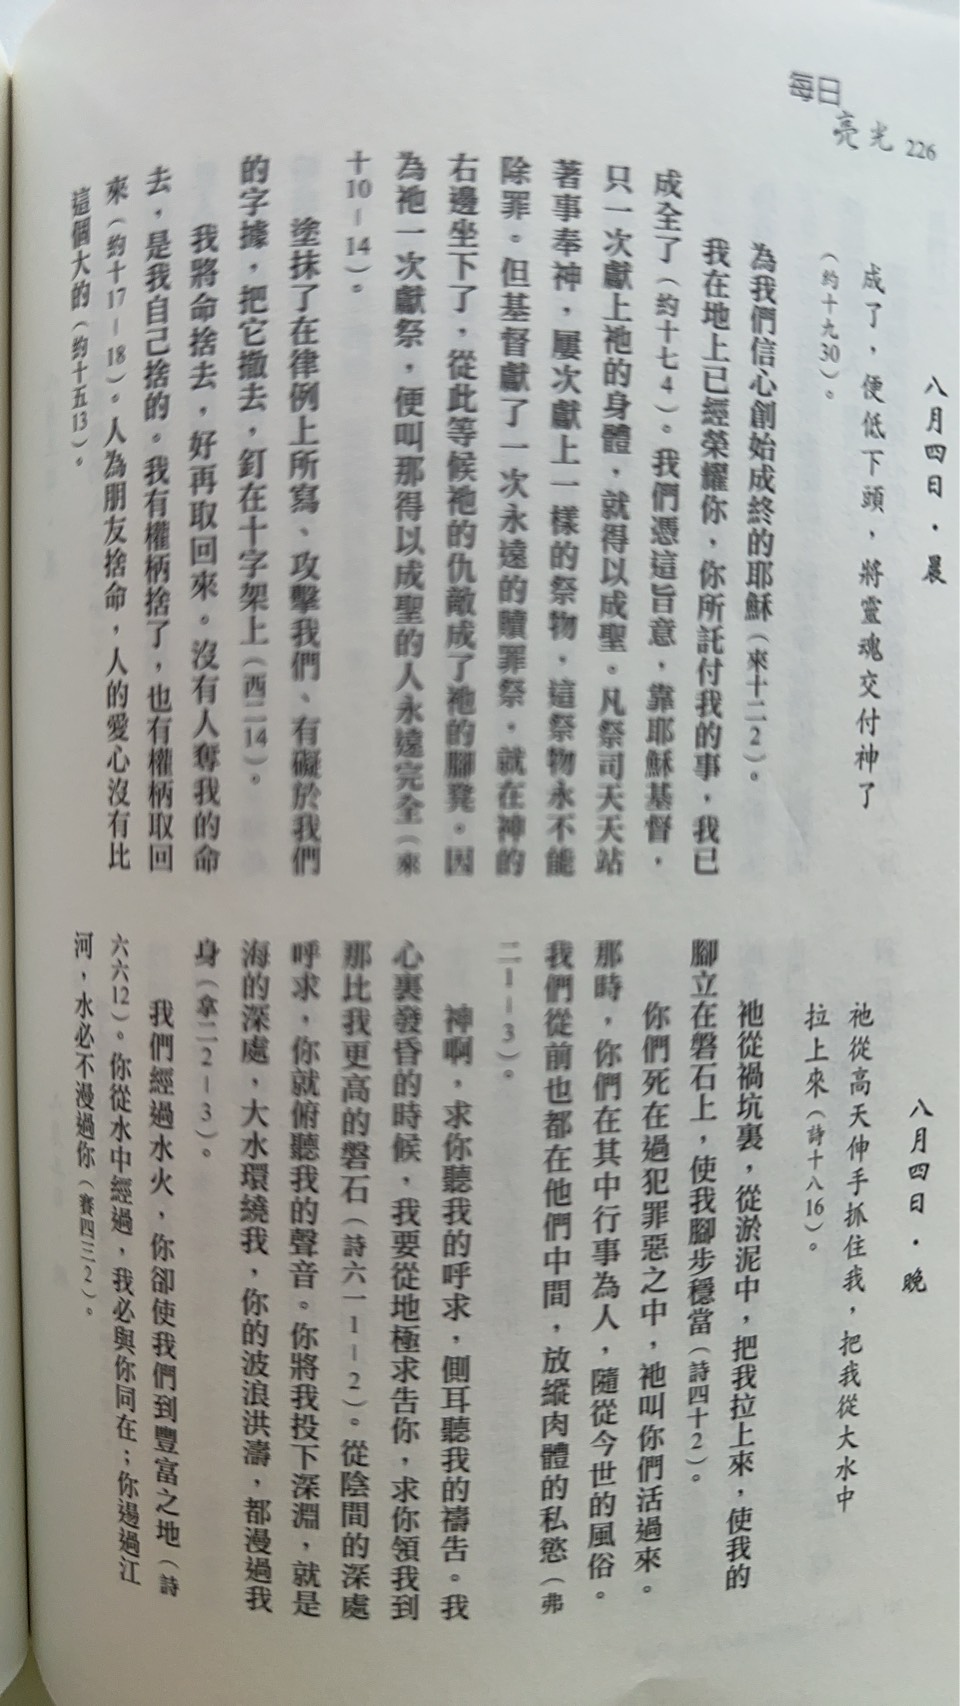 每日
亮光 226
八月四日·晨
成了，便低下頭，將靈魂交付神了
（約十九30）。
為我們信心創始成終的耶穌（來十二2）。
我在地上已經榮耀你，你所託付我的事，我已
成全了（約十七4）。我們憑這旨意，靠耶穌基督，
只一次獻上祂的身體，就得以成聖。凡祭司天天站
著事奉神，屢次獻上一樣的祭物，這祭物永不能
除罪。但基督獻了一次永遠的贖罪祭，就在神的
右邊坐下了，從此等候祂的仇敵成了祂的腳凳。因
為祂一次獻祭，便叫那得以成聖的人永遠完全（來
十10－14）。
塗抹了在律例上所寫、攻擊我們、有礙於我們
的字據，把它撤去，釘在十字架上（西二14）。
我將命捨去，好再取回來。沒有人奪我的命
去，是我自己捨的。我有權柄捨了，也有權柄取回
來（約十17－18）。人為朋友捨命，人的愛心沒有比
這個大的（約十五13）。
八月四日·晚
祂從高天伸手抓住我，把我從大水中
拉上來（詩十八16）。
祂從禍坑裏，從淤泥中，把我拉上來，使我的
腳立在磐石上，使我腳步穩當（詩四十2）。
你們死在過犯罪惡之中，祂叫你們活過來。
那時，你們在其中行事為人，隨從今世的風俗。
我們從前也都在他們中間，放縱肉體的私慾（弗
二1－3）。
神啊，求你聽我的呼求，側耳聽我的禱告。我
心裏發昏的時候，我要從地極求告你，求你領我到
那比我更高的磐石（詩六一1－2）。從陰間的深處
呼求，你就俯聽我的聲音。你將我投下深淵，就是
海的深處，大水環繞我，你的波浪洪濤，都漫過我
身（拿二2－3）。
我們經過水火，你卻使我們到豐富之地（詩
六六12）。你從水中經過，我必與你同在；你逿過江
河，水必不漫過你（賽四三2）。